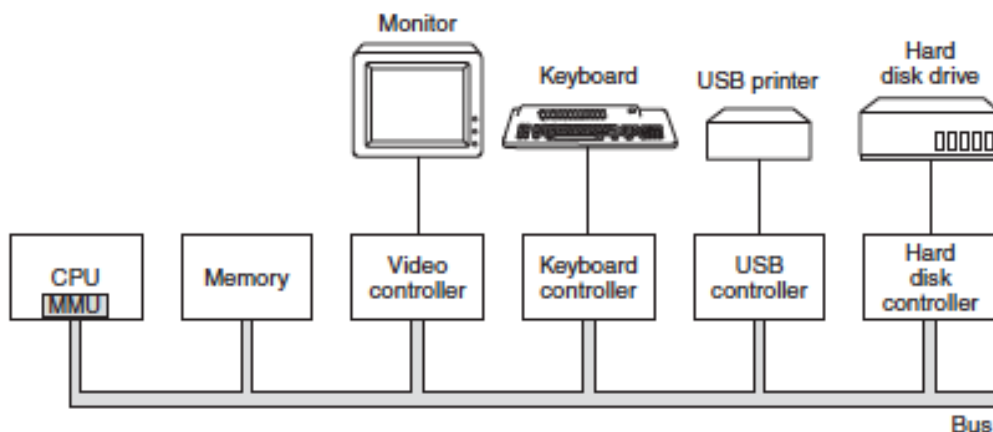 Monitor
Keyboard
USB printer
Hard
disk drive
CPU
MMU
Memory
Video
controller
Keyboard
controller
USB
controller
Hard
disk
controller
Bus